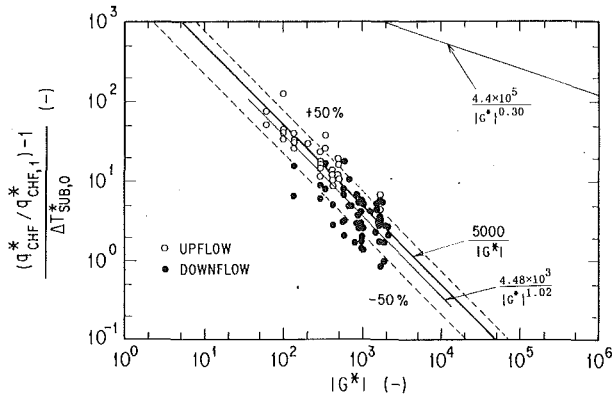 10^3
10^2
10^1
10^0
10^-1
(q*CHF / q*CHF,1) - 1
ΔT*SUB,0
(-)
+50%
4.4×10^5
|G*|^0.30
○ UPFLOW
● DOWNFLOW
5000
|G*|
4.48×10^3
|G*|^1.02
-50%
10^0 10^1 10^2 10^3 10^4 10^5 10^6
|G*| (-)